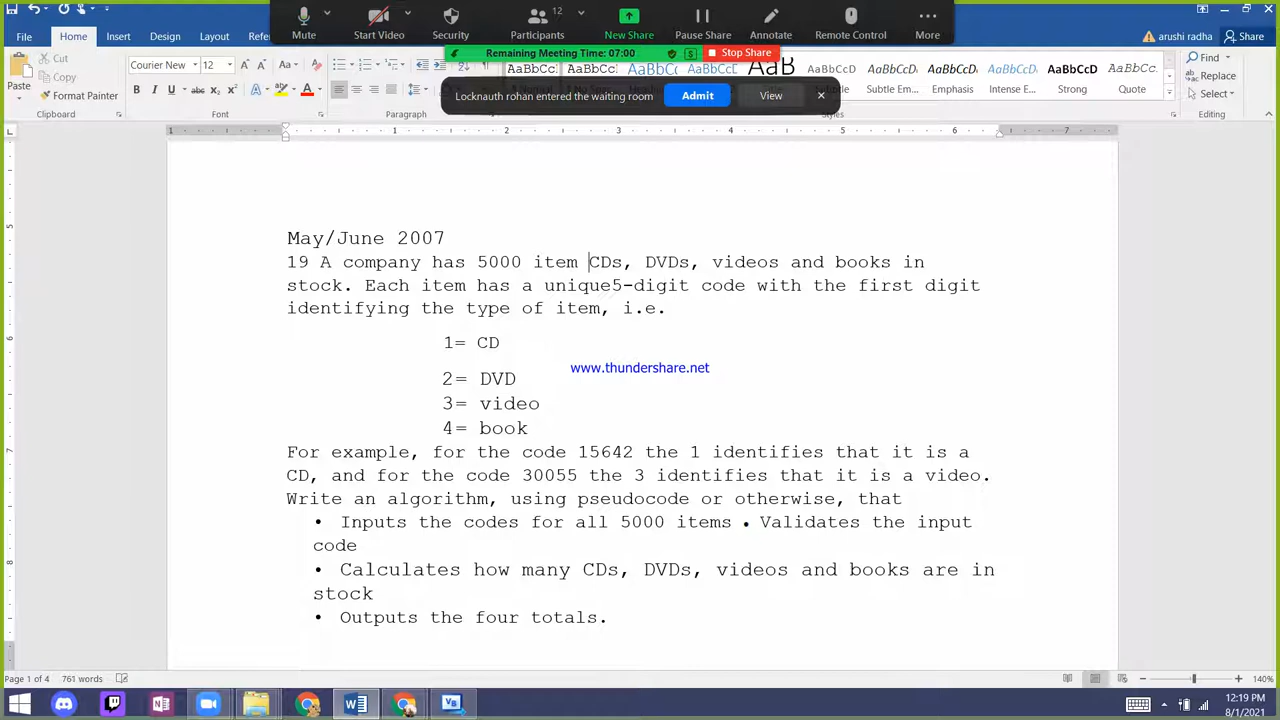 Mute
Start Video
Security
Participants
12
New Share
Pause Share
Annotate
Remote Control
More
Remaining Meeting Time: 07:00
Stop Share
File
Home
Insert
Draw
Design
Layout
arushi radha
Share
Locknauth rohan entered the waiting room
Admit
View
Paste
Cut
Copy
Format Painter
Clipboard
Courier New
12
Font
Paragraph
AaBbCc
Subtle Em...
Emphasis
Intense E...
Strong
Quote
Styles
Find
Replace
Select
Editing
May/June 2007
19 A company has 5000 item CDs, DVDs, videos and books in
stock. Each item has a unique5-digit code with the first digit
identifying the type of item, i.e.
1= CD
www.thundershare.net
2= DVD
3= video
4= book
For example, for the code 15642 the 1 identifies that it is a
CD, and for the code 30055 the 3 identifies that it is a video.
Write an algorithm, using pseudocode or otherwise, that
• Inputs the codes for all 5000 items • Validates the input
code
• Calculates how many CDs, DVDs, videos and books are in
stock
• Outputs the four totals.
Page 1 of 4
761 words
140%
12:19 PM
8/1/2021